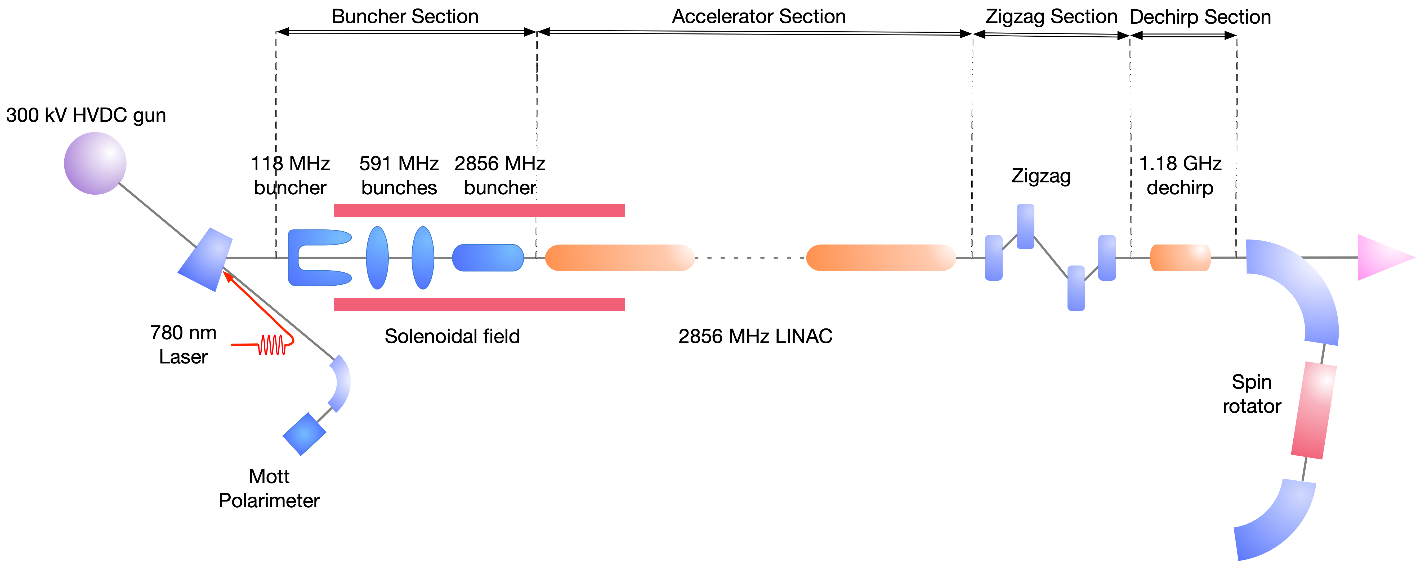 Buncher Section
Accelerator Section
Zigzag Section
Dechirp Section
300 kV HVDC gun
118 MHz
buncher
591 MHz
bunches
2856 MHz
buncher
Zigzag
1.18 GHz
dechirp
780 nm
Laser
Solenoidal field
2856 MHz LINAC
Spin
rotator
Mott
Polarimeter